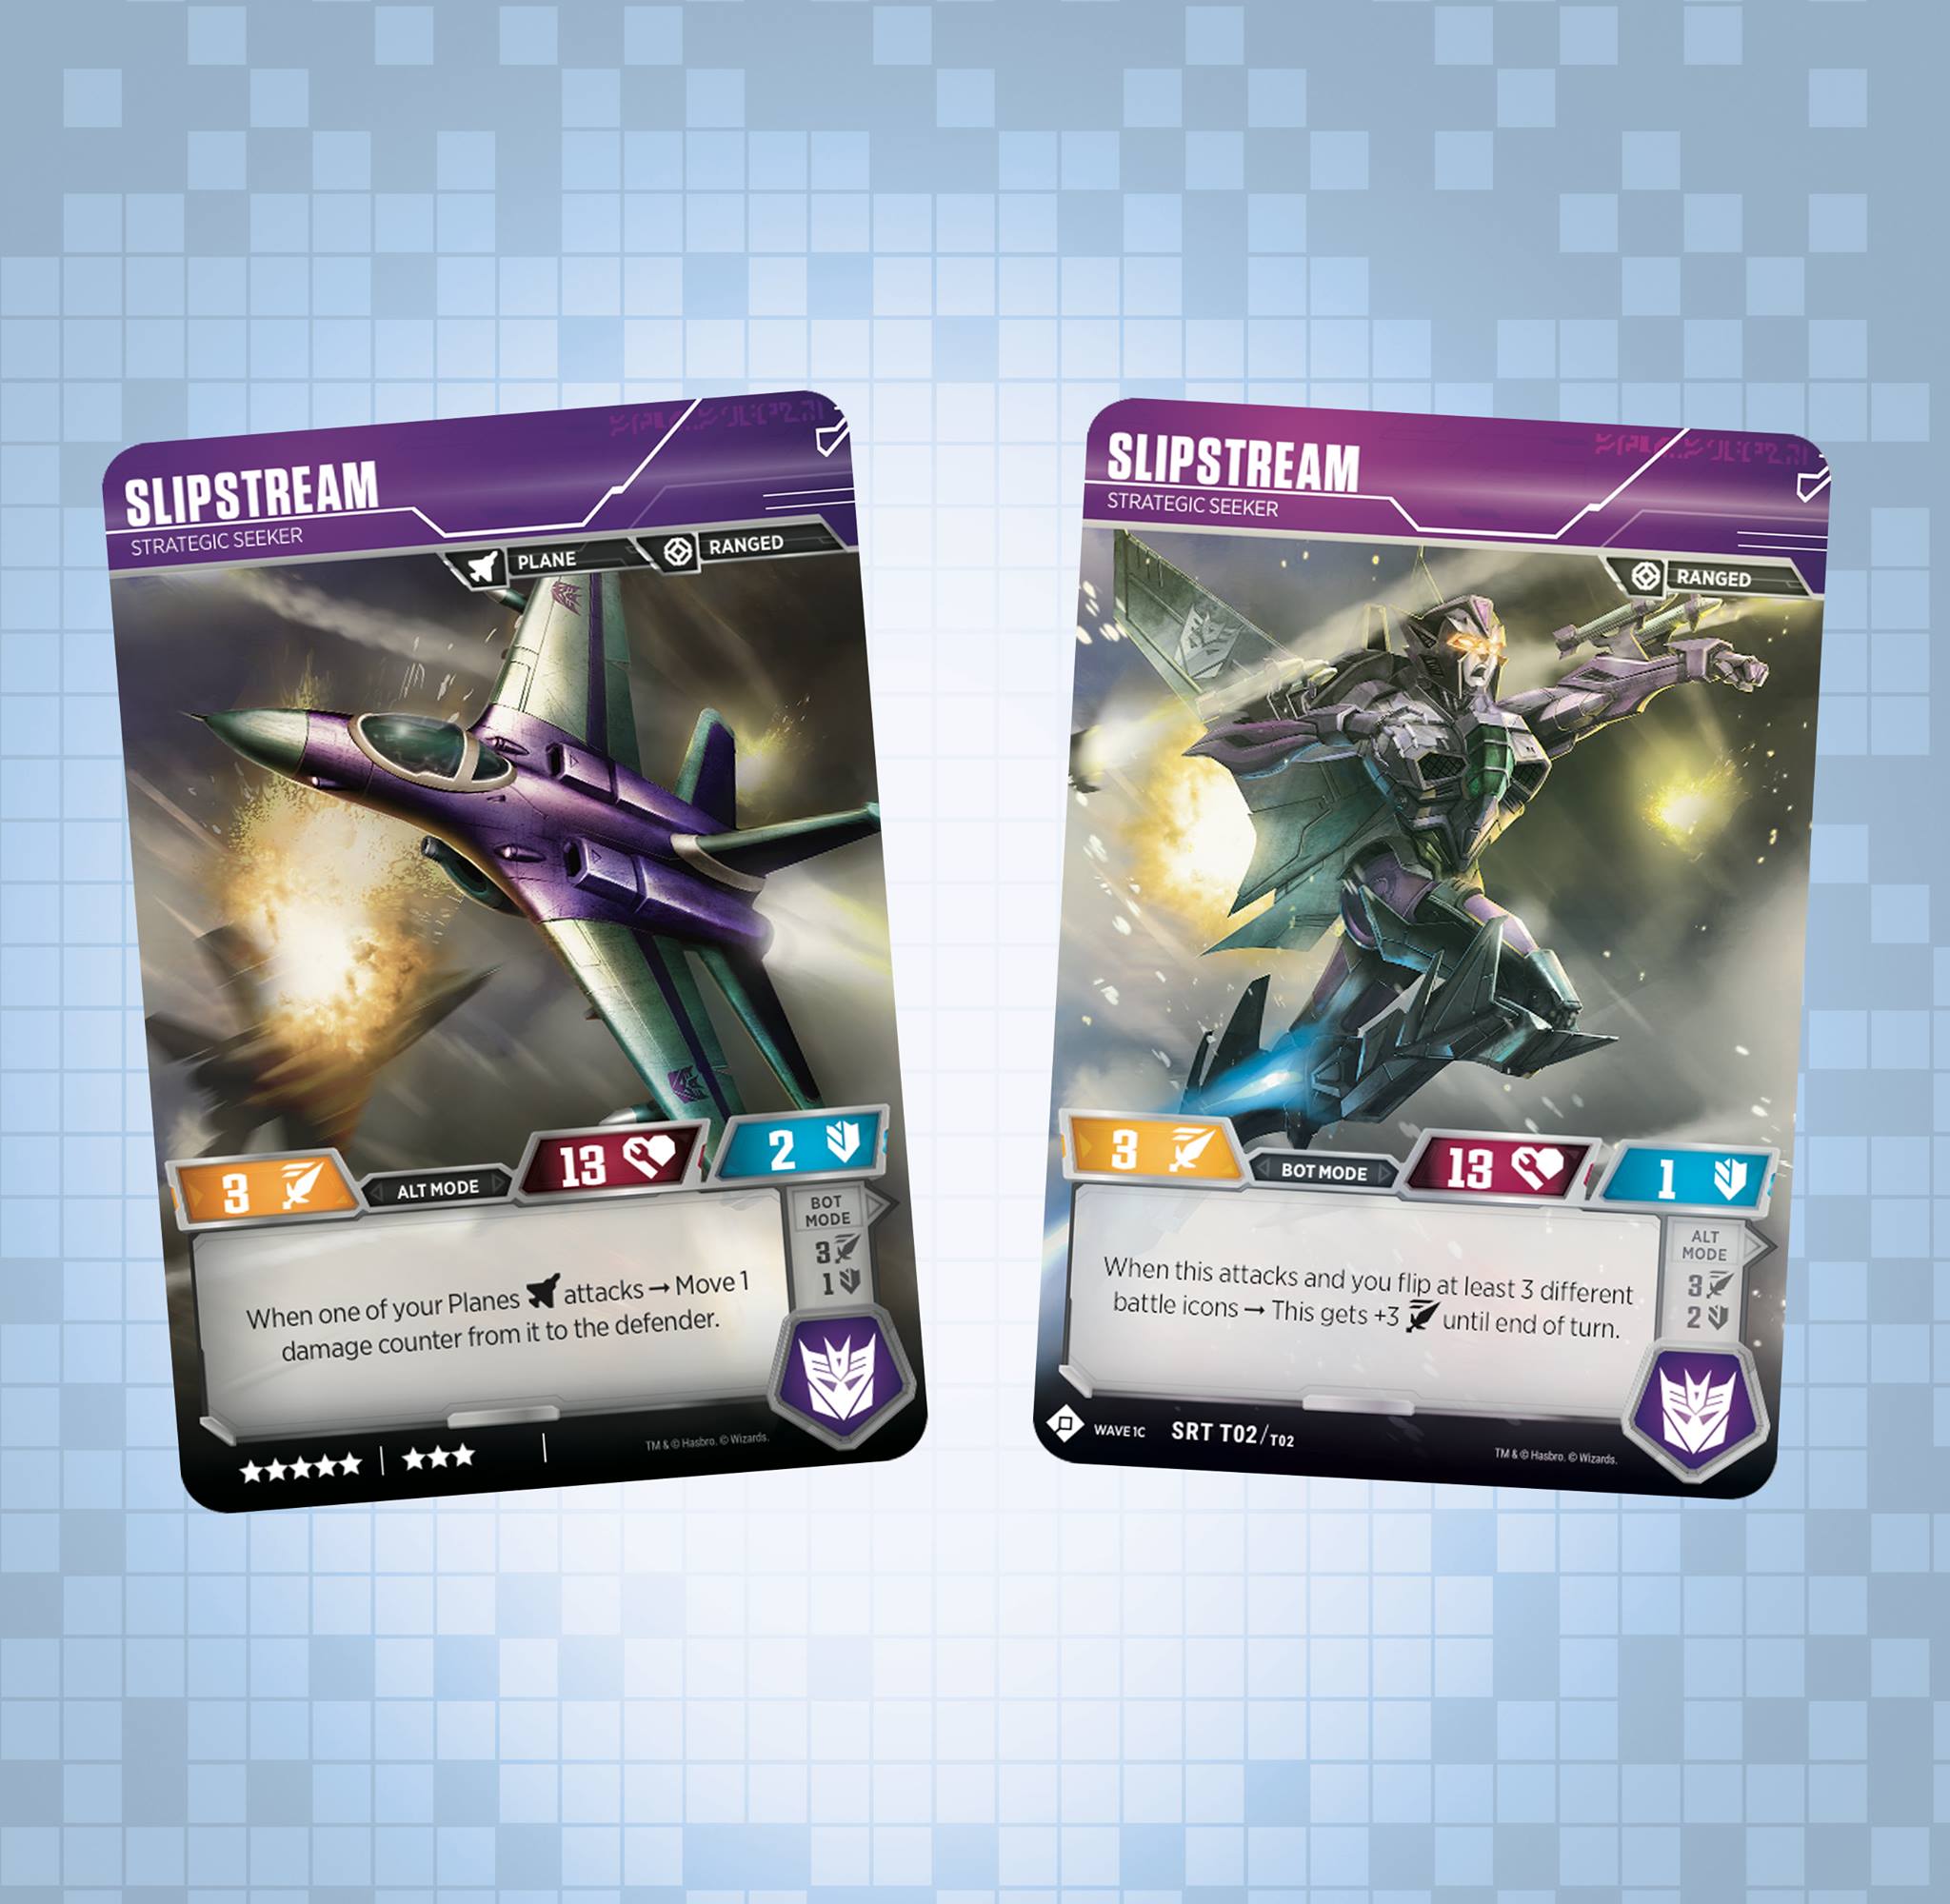 SLIPSTREAM
STRATEGIC SEEKER
PLANE
RANGED
3
ALT MODE
13
2
BOT
MODE
3
1
When one of your Planes attacks → Move 1
damage counter from it to the defender.
★★★★★ | ★★★ |
TM & © Hasbro. © Wizards.
SLIPSTREAM
STRATEGIC SEEKER
RANGED
3
BOT MODE
13
1
ALT
MODE
3
2
When this attacks and you flip at least 3 different
battle icons → This gets +3 until end of turn.
WAVE 1C SRT T02/T02
TM & © Hasbro. © Wizards.